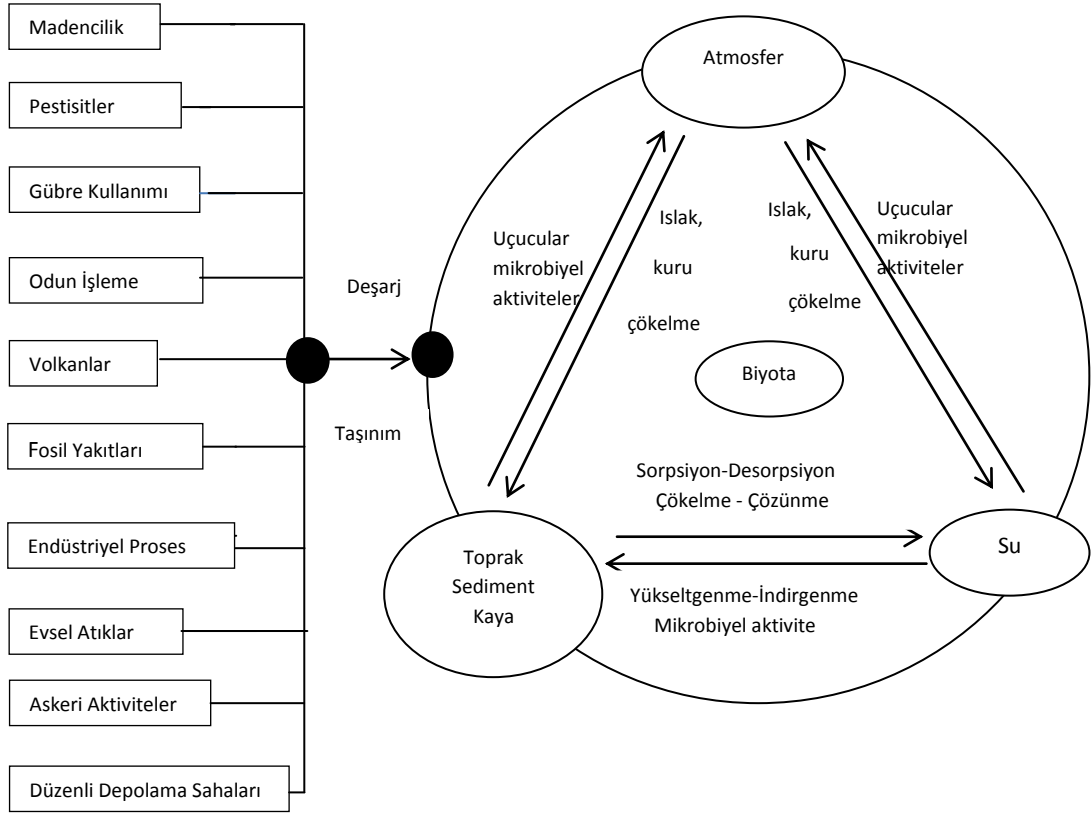 Madencilik
Pestisitler
Gübre Kullanımı
Odun İşleme
Volkanlar
Fosil Yakıtları
Endüstriyel Proses
Evsel Atıklar
Askeri Aktiviteler
Düzenli Depolama Sahaları
Deşarj
Taşınım
Atmosfer
Uçucular
mikrobiyel
aktiviteler
Islak,
kuru
çökelme
Islak,
kuru
çökelme
Uçucular
mikrobiyel
aktiviteler
Biyota
Sorpsiyon-Desorpsiyon
Çökelme - Çözünme
Toprak
Sediment
Kaya
Su
Yükseltgenme-İndirgenme
Mikrobiyel aktivite